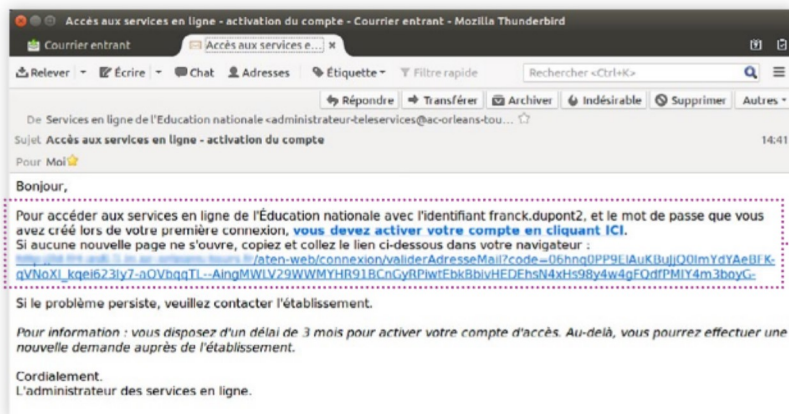 Accès aux services en ligne - activation du compte - Courrier entrant - Mozilla Thunderbird
Courrier entrant
Accès aux services e...
Relever Écrire Chat Adresses Étiquette Filtre rapide Rechercher <Ctrl+K>
Répondre Transférer Archiver Indésirable Supprimer Autres
De Services en ligne de l'Education nationale <administrateur-teleservices@ac-orleans-tou...
Sujet Accès aux services en ligne - activation du compte 14:41
Pour Moi
Bonjour,
Pour accéder aux services en ligne de l'Éducation nationale avec l'identifiant franck.dupont2, et le mot de passe que vous
avez créé lors de votre première connexion, vous devez activer votre compte en cliquant ICI.
Si aucune nouvelle page ne s'ouvre, copiez et collez le lien ci-dessous dans votre navigateur :
/aten-web/connexion/validerAdresseMail?code=
Si le problème persiste, veuillez contacter l'établissement.
Pour information : vous disposez d'un délai de 3 mois pour activer votre compte d'accès. Au-delà, vous pourrez effectuer une
nouvelle demande auprès de l'établissement.
Cordialement.
L'administrateur des services en ligne.